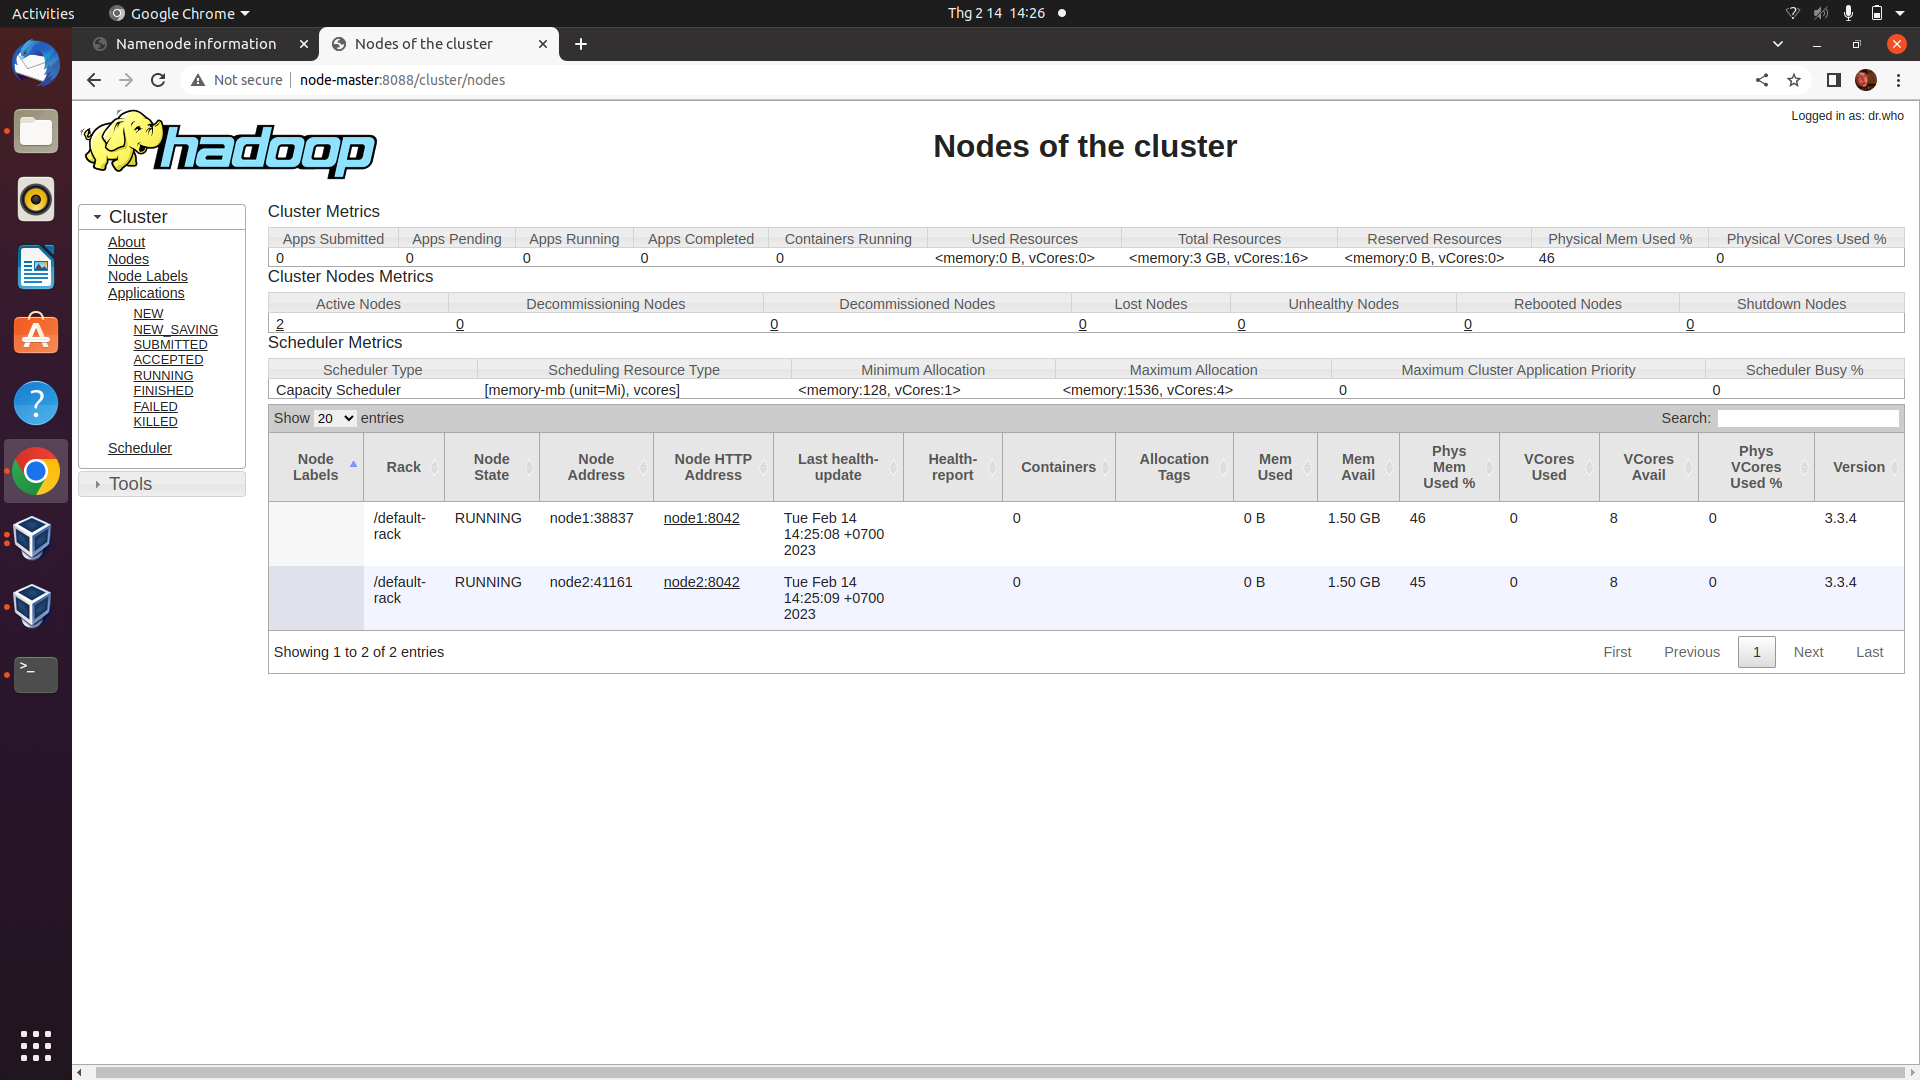 Activities Google Chrome Thg 2 14 14:26
Namenode information Nodes of the cluster
Not secure node-master:8088/cluster/nodes
Logged in as: dr.who
hadoop
Nodes of the cluster
Cluster
About
Nodes
Node Labels
Applications
NEW
NEW_SAVING
SUBMITTED
ACCEPTED
RUNNING
FINISHED
FAILED
KILLED
Scheduler
Tools
Cluster Metrics
Apps Submitted Apps Pending Apps Running Apps Completed Containers Running Used Resources Total Resources Reserved Resources Physical Mem Used % Physical VCores Used %
0 0 0 0 0 <memory:0 B, vCores:0> <memory:3 GB, vCores:16> <memory:0 B, vCores:0> 46 0
Cluster Nodes Metrics
Active Nodes Decommissioning Nodes Decommissioned Nodes Lost Nodes Unhealthy Nodes Rebooted Nodes Shutdown Nodes
2 0 0 0 0 0 0
Scheduler Metrics
Scheduler Type Scheduling Resource Type Minimum Allocation Maximum Allocation Maximum Cluster Application Priority Scheduler Busy %
Capacity Scheduler [memory-mb (unit=Mi), vcores] <memory:128, vCores:1> <memory:1536, vCores:4> 0 0
Show 20 entries Search:
Node Labels Rack Node State Node Address Node HTTP Address Last health-update Health-report Containers Allocation Tags Mem Used Mem Avail Phys Mem Used % VCores Used VCores Avail Phys VCores Used % Version
/default-rack RUNNING node1:38837 node1:8042 Tue Feb 14 14:25:08 +0700 2023 0 0 B 1.50 GB 46 0 8 0 3.3.4
/default-rack RUNNING node2:41161 node2:8042 Tue Feb 14 14:25:09 +0700 2023 0 0 B 1.50 GB 45 0 8 0 3.3.4
Showing 1 to 2 of 2 entries First Previous 1 Next Last